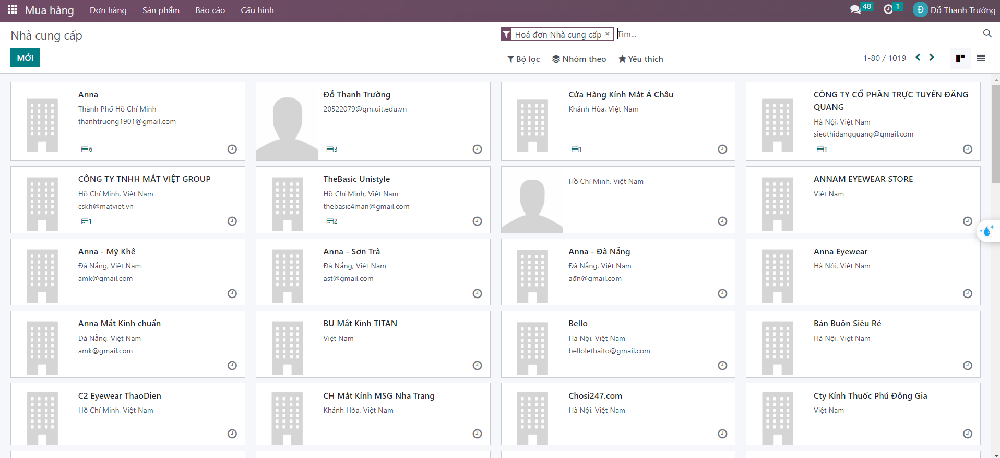 Mua hàng
Đơn hàng
Sản phẩm
Báo cáo
Cấu hình
48
1
Đ
Đỗ Thanh Trường
Nhà cung cấp
Hoá đơn Nhà cung cấp ×
Tìm...
MỚI
Bộ lọc
Nhóm theo
Yêu thích
1-80 / 1019
Anna
Thành Phố Hồ Chí Minh
thanhtruong1901@gmail.com
6
Đỗ Thanh Trường
20522079@gm.uit.edu.vn
3
Cửa Hàng Kính Mắt Á Châu
Khánh Hòa, Việt Nam
1
CÔNG TY CỔ PHẦN TRỰC TUYẾN ĐĂNG
QUANG
Hà Nội, Việt Nam
sieuthidangquang@gmail.com
1
CÔNG TY TNHH MẮT VIỆT GROUP
Hồ Chí Minh, Việt Nam
cskh@matviet.vn
1
TheBasic Unistyle
Hồ Chí Minh, Việt Nam
thebasic4man@gmail.com
2
Hồ Chí Minh, Việt Nam
ANNAM EYEWEAR STORE
Việt Nam
Anna - Mỹ Khê
Đà Nẵng, Việt Nam
amk@gmail.com
Anna - Sơn Trà
Đà Nẵng, Việt Nam
ast@gmail.com
Anna - Đà Nẵng
Đà Nẵng, Việt Nam
ađn@gmail.com
Anna Eyewear
Hà Nội, Việt Nam
Anna Mắt Kính chuẩn
Đà Nẵng, Việt Nam
amk@gmail.com
BU Mắt Kính TITAN
Việt Nam
Bello
Hà Nội, Việt Nam
bellolethaito@gmail.com
Bán Buôn Siêu Rẻ
Hà Nội, Việt Nam
C2 Eyewear ThaoDien
Hồ Chí Minh, Việt Nam
CH Mắt Kính MSG Nha Trang
Khánh Hòa, Việt Nam
Chosi247.com
Hà Nội, Việt Nam
Cty Kính Thuốc Phú Đông Gia
Việt Nam